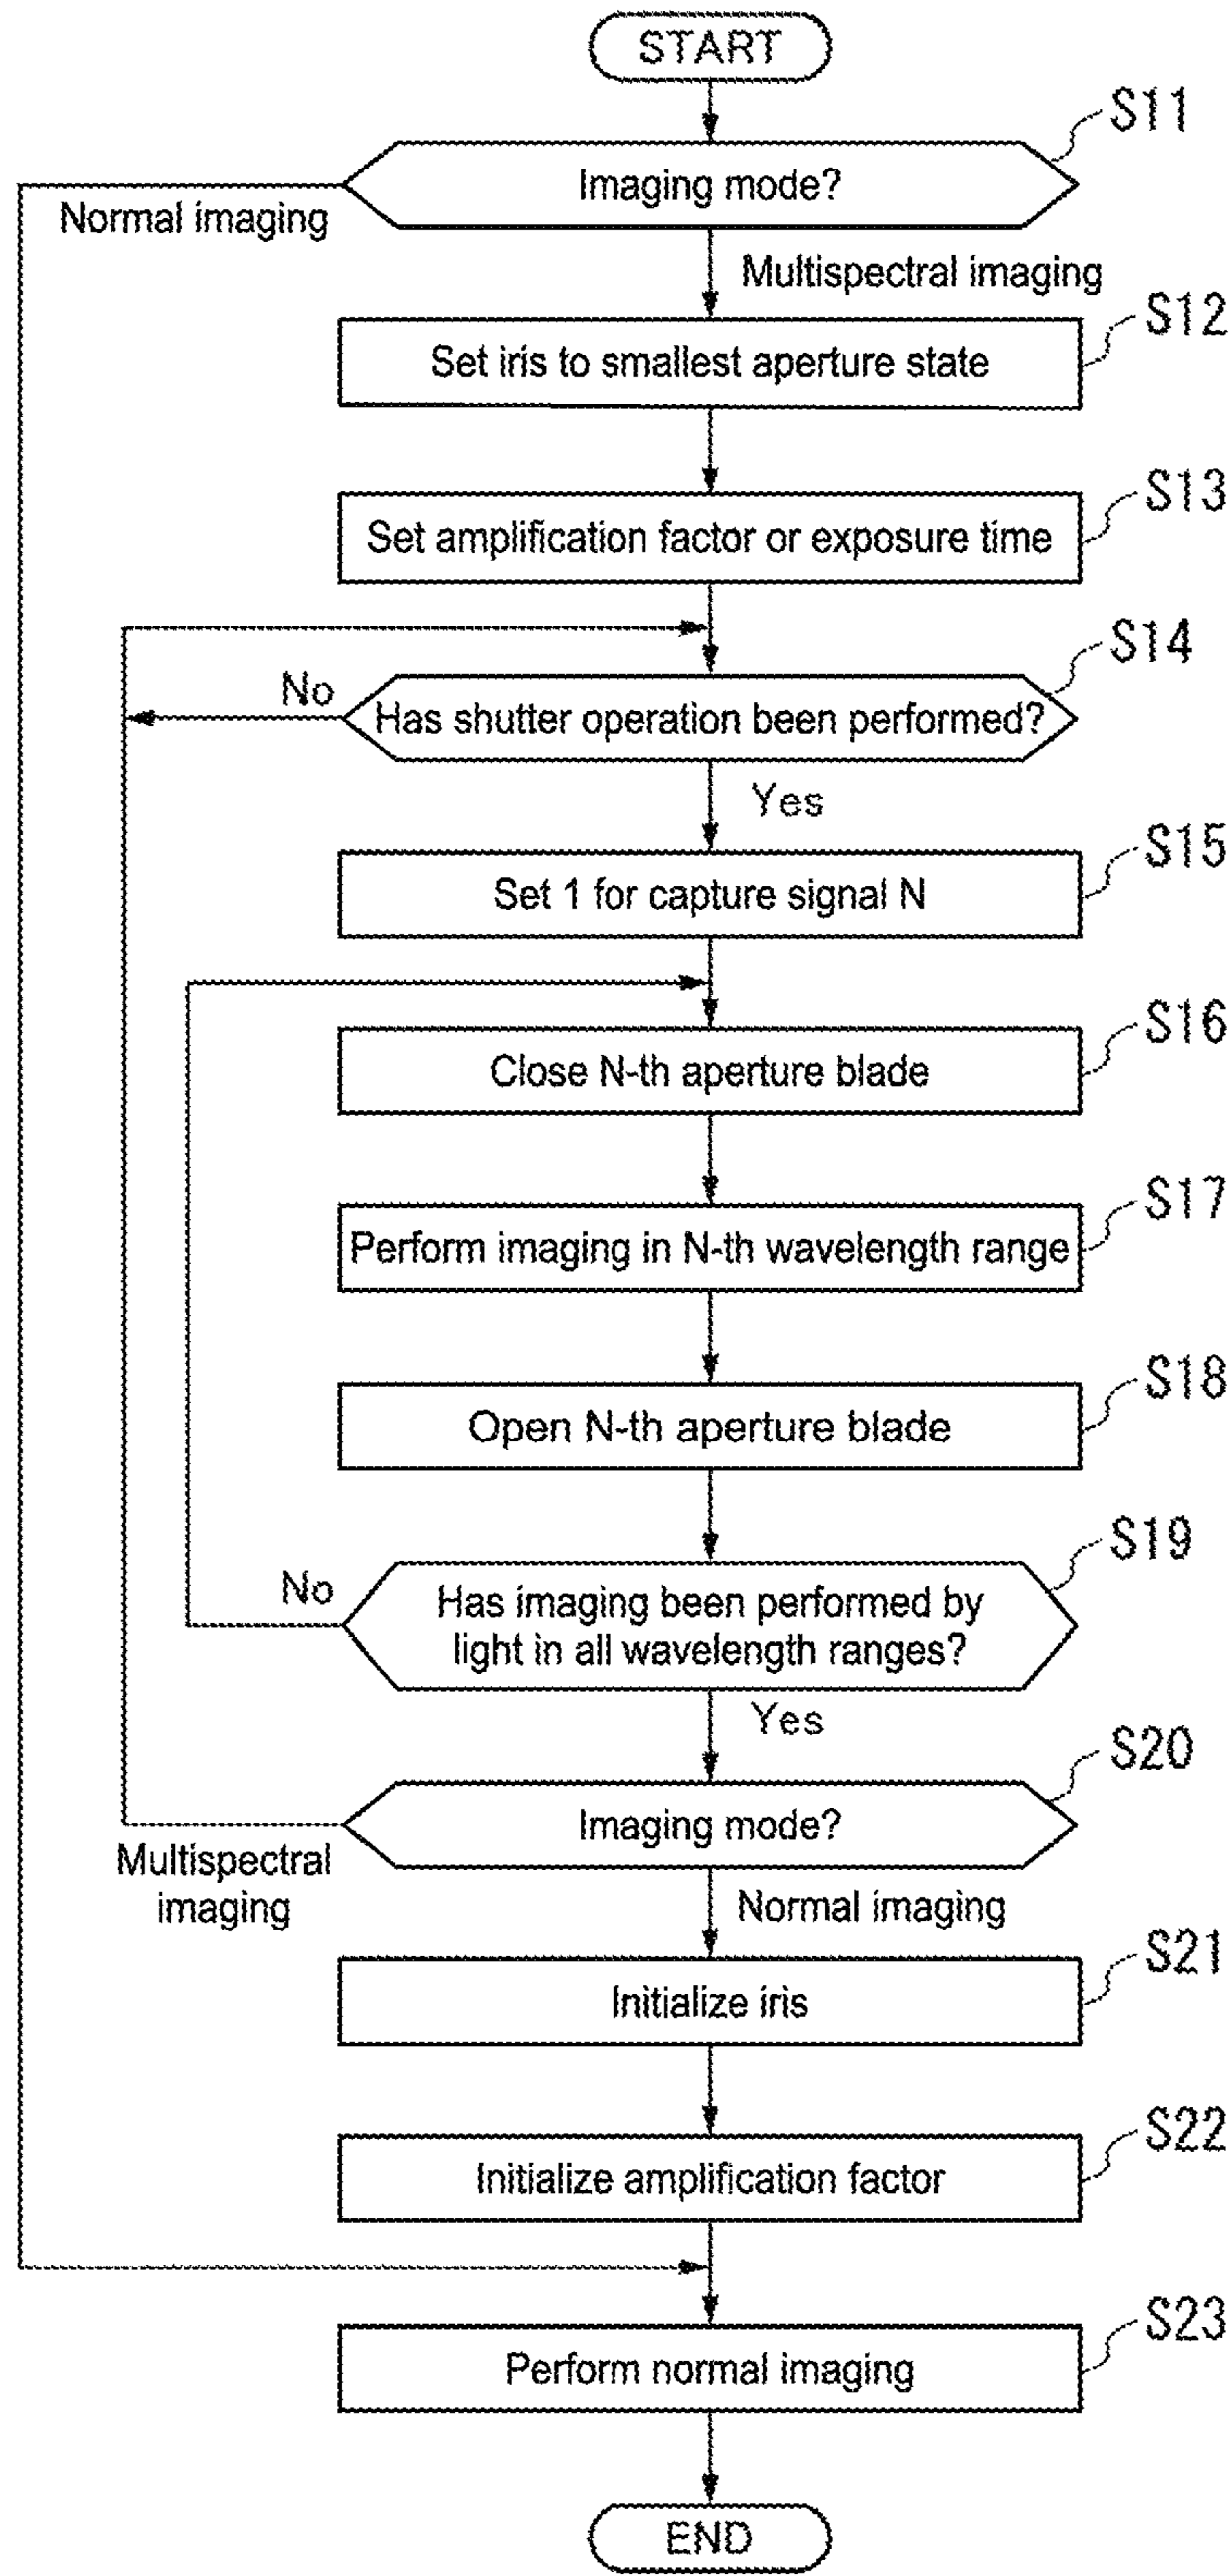 START
S11
Imaging mode?
Normal imaging
Multispectral imaging
S12
Set iris to smallest aperture state
S13
Set amplification factor or exposure time
S14
No
Has shutter operation been performed?
Yes
S15
Set 1 for capture signal N
S16
Close N-th aperture blade
S17
Perform imaging in N-th wavelength range
S18
Open N-th aperture blade
S19
No
Has imaging been performed by
light in all wavelength ranges?
Yes
S20
Imaging mode?
Multispectral
imaging
Normal imaging
S21
Initialize iris
S22
Initialize amplification factor
S23
Perform normal imaging
END